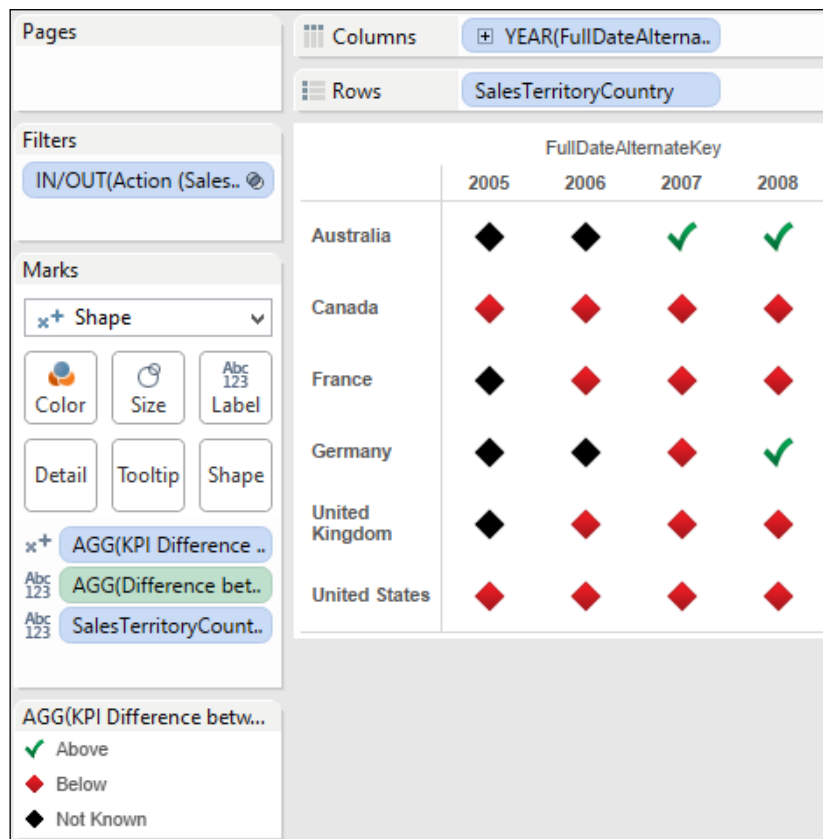 Pages
Columns
YEAR(FullDateAlterna..
Rows
SalesTerritoryCountry
Filters
IN/OUT(Action (Sales..
Marks
Shape
Color
Size
Abc
123
Label
Detail
Tooltip
Shape
AGG(KPI Difference ..
Abc
123
AGG(Difference bet..
Abc
123
SalesTerritoryCount..
AGG(KPI Difference betw...
Above
Below
Not Known
FullDateAlternateKey
2005 2006 2007 2008
Australia
Canada
France
Germany
United
Kingdom
United States